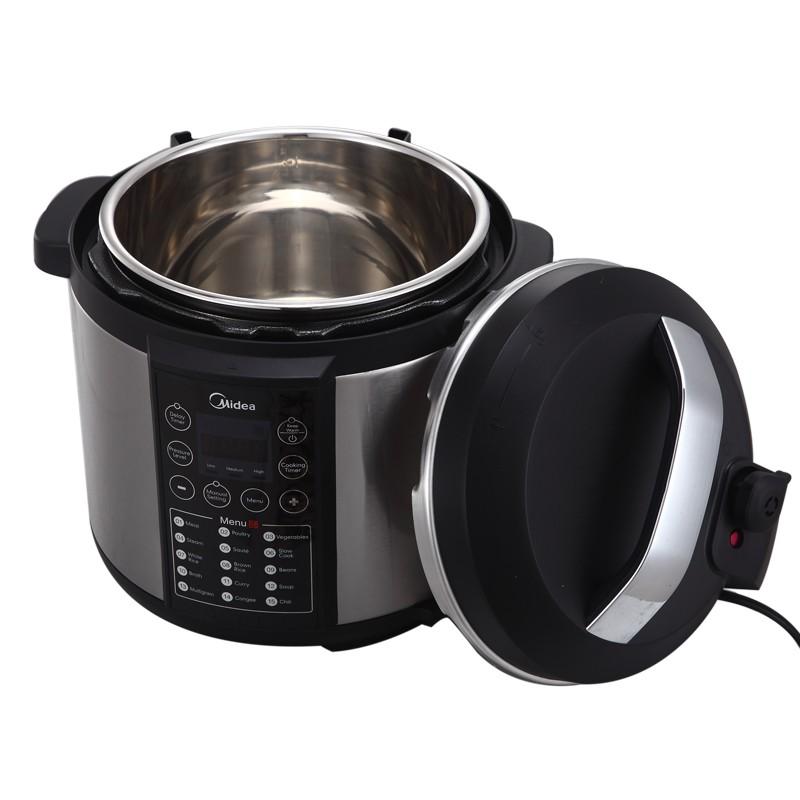 Midea
Delay
Timer
Keep
Warm
Pressure
Level
Low Medium High
Cooking
Timer
Manual
Setting
Menu
Menu
01 Meat
02 Poultry
03 Vegetables
04 Steam
05 Sauté
06 Slow
Cook
07 White
Rice
08 Brown
Rice
09 Beans
10 Broth
11 Curry
12 Soup
13 Multigrain
14 Congee
15 Chili